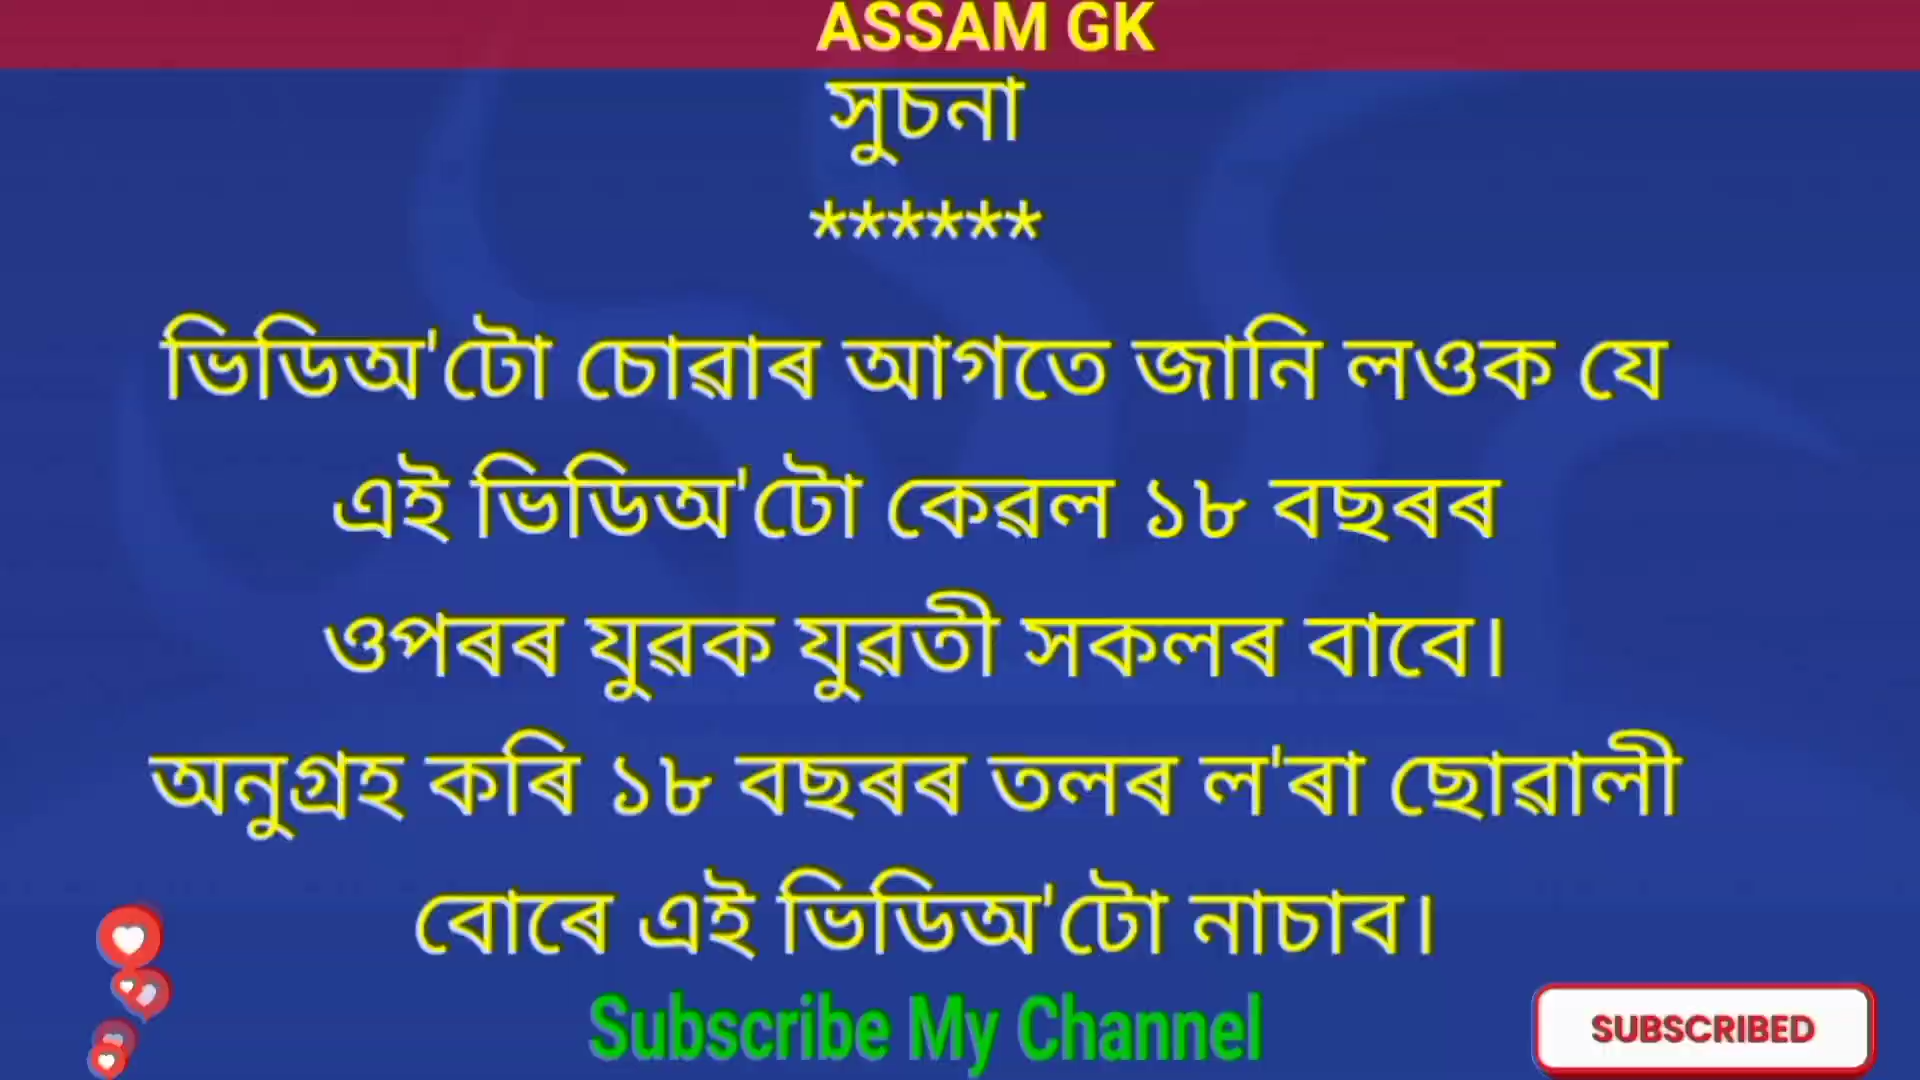 ASSAM GK
সুচনা
******
ভিডিঅ'টো চোৱাৰ আগতে জানি লওক যে
এই ভিডিঅ'টো কেৱল ১৮ বছৰৰ
ওপৰৰ যুৱক যুৱতী সকলৰ বাবে।
অনুগ্ৰহ কৰি ১৮ বছৰৰ তলৰ ল'ৰা ছোৱালী
বোৰে এই ভিডিঅ'টো নাচাব।
Subscribe My Channel
SUBSCRIBED